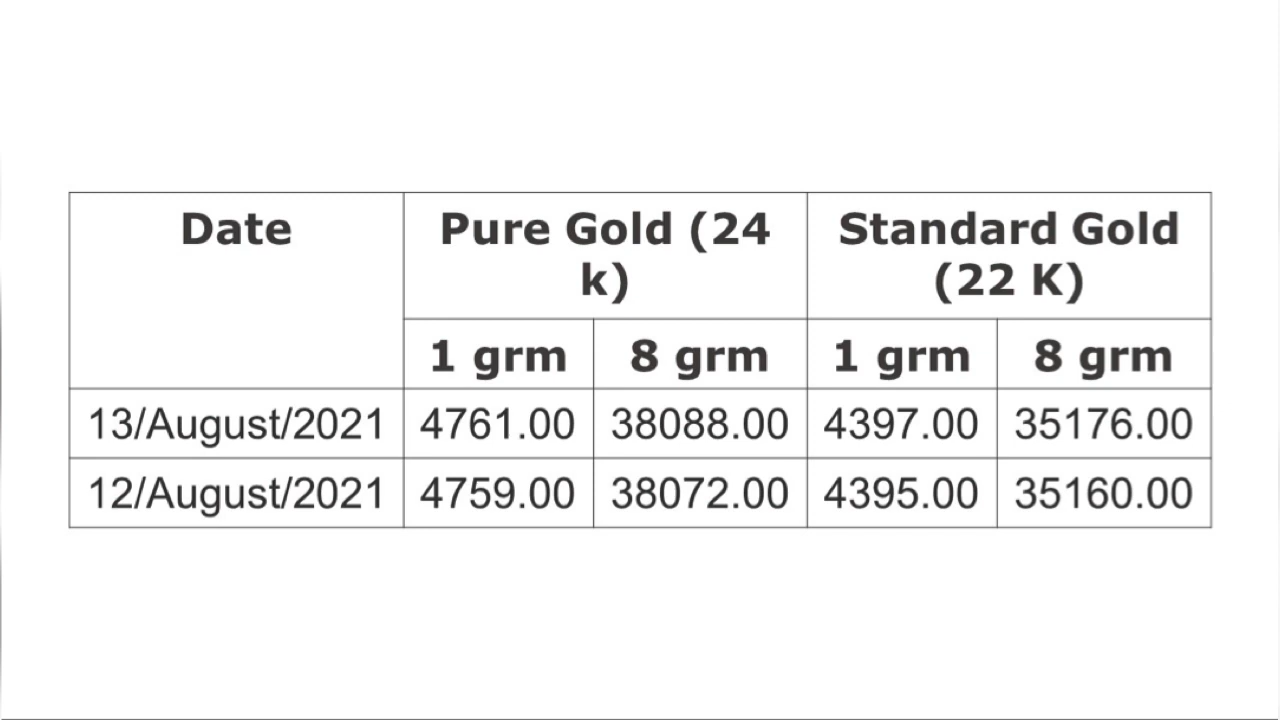 Date Pure Gold (24 Standard Gold
k) (22 K)
1 grm 8 grm 1 grm 8 grm
13/August/2021 4761.00 38088.00 4397.00 35176.00
12/August/2021 4759.00 38072.00 4395.00 35160.00